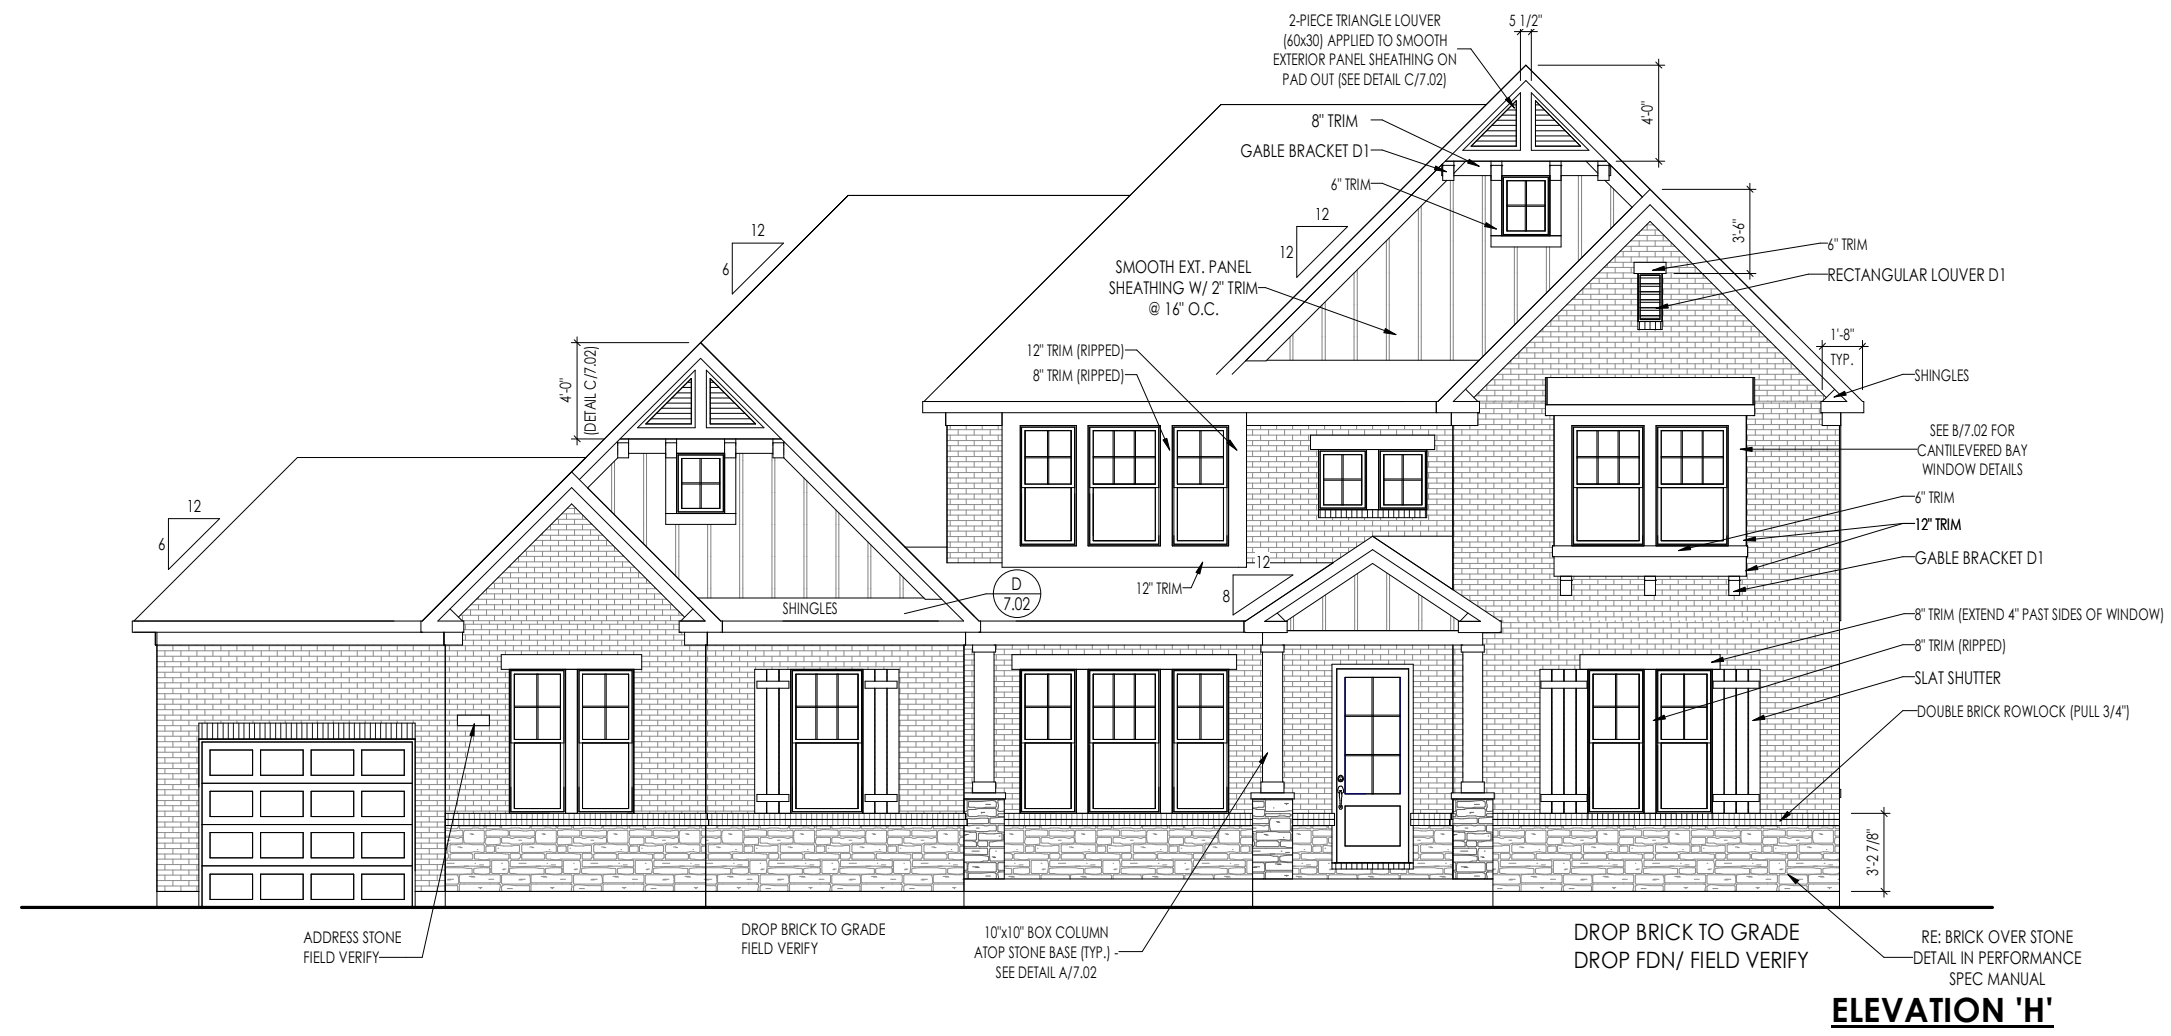 2-PIECE TRIANGLE LOUVER
(60x30) APPLIED TO SMOOTH
EXTERIOR PANEL SHEATHING ON
PAD OUT (SEE DETAIL C/7.02)
5 1/2"
4'-0"
8" TRIM
GABLE BRACKET D1
6" TRIM
12
12
3'-6"
6" TRIM
RECTANGULAR LOUVER D1
12
6
SMOOTH EXT. PANEL
SHEATHING W/ 2" TRIM
@ 16" O.C.
1'-8"
TYP.
SHINGLES
12" TRIM (RIPPED)
8" TRIM (RIPPED)
4'-0"
(DETAIL C/7.02)
SEE B/7.02 FOR
CANTILEVERED BAY
WINDOW DETAILS
6" TRIM
12" TRIM
GABLE BRACKET D1
12
6
12" TRIM
12
8
D
7.02
SHINGLES
8" TRIM (EXTEND 4" PAST SIDES OF WINDOW)
8" TRIM (RIPPED)
SLAT SHUTTER
DOUBLE BRICK ROWLOCK (PULL 3/4")
3'-2 7/8"
ADDRESS STONE
FIELD VERIFY
DROP BRICK TO GRADE
FIELD VERIFY
10"x10" BOX COLUMN
ATOP STONE BASE (TYP.) -
SEE DETAIL A/7.02
DROP BRICK TO GRADE
DROP FDN/ FIELD VERIFY
RE: BRICK OVER STONE
DETAIL IN PERFORMANCE
SPEC MANUAL
ELEVATION 'H'